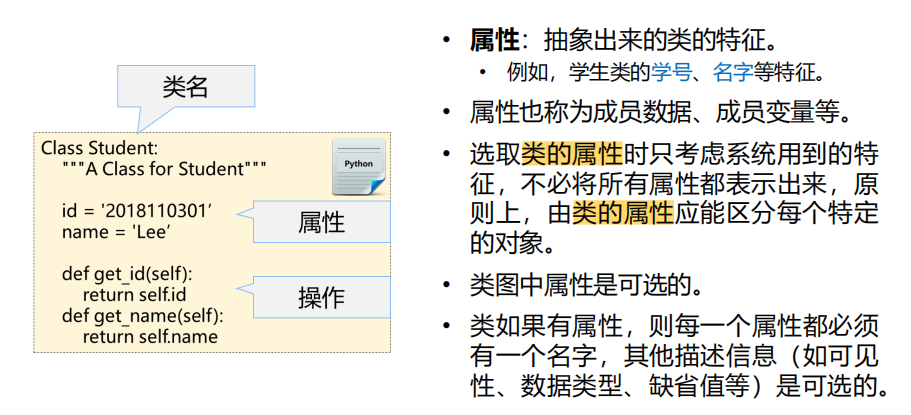 类名
Class Student:
"""A Class for Student"""
Python
id = '2018110301’
name = 'Lee’
属性
def get_id(self):
return self.id
def get_name(self):
return self.name
操作
• 属性：抽象出来的类的特征。
• 例如，学生类的学号、名字等特征。
• 属性也称为成员数据、成员变量等。
• 选取类的属性时只考虑系统用到的特
征，不必将所有属性都表示出来，原
则上，由类的属性应能区分每个特定
的对象。
• 类图中属性是可选的。
• 类如果有属性，则每一个属性都必须
有一个名字，其他描述信息（如可见
性、数据类型、缺省值等）是可选的。